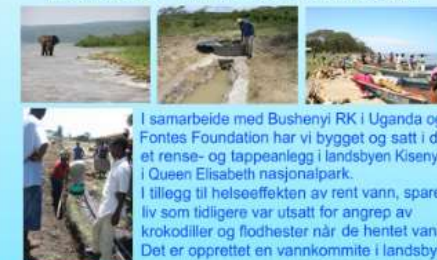 I samarbeide med Bushenyi RK i Uganda og
Fontes Foundation har vi bygget og satt i d
et rense- og tappeanlegg i landsbyen Kiseny
i Queen Elisabeth nasjonalpark.
I tillegg til helseeffekten av rent vann, spare
liv som tidligere var utsatt for angrep av
krokodiller og flodhester når de hentet van
Det er opprettet en vannkommite i landsby